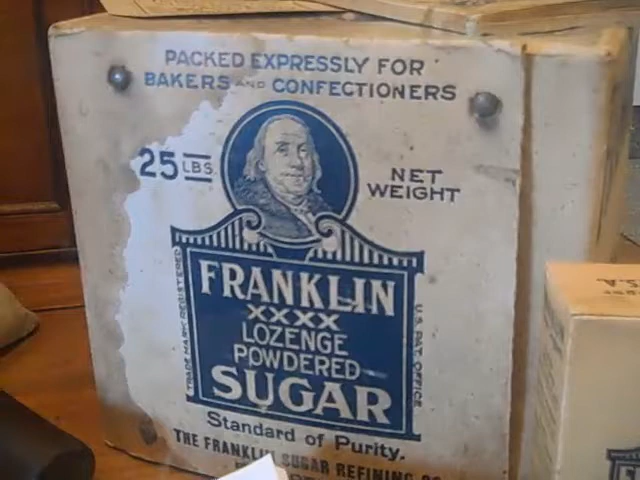 PACKED EXPRESSLY FOR
BAKERS AND CONFECTIONERS
25 LBS.
NET
WEIGHT
FRANKLIN
XXXX
LOZENGE
POWDERED
SUGAR
TRADE MARK REGISTERED
U.S. PAT. OFFICE
Standard of Purity.
THE FRANKLIN SUGAR REFINING